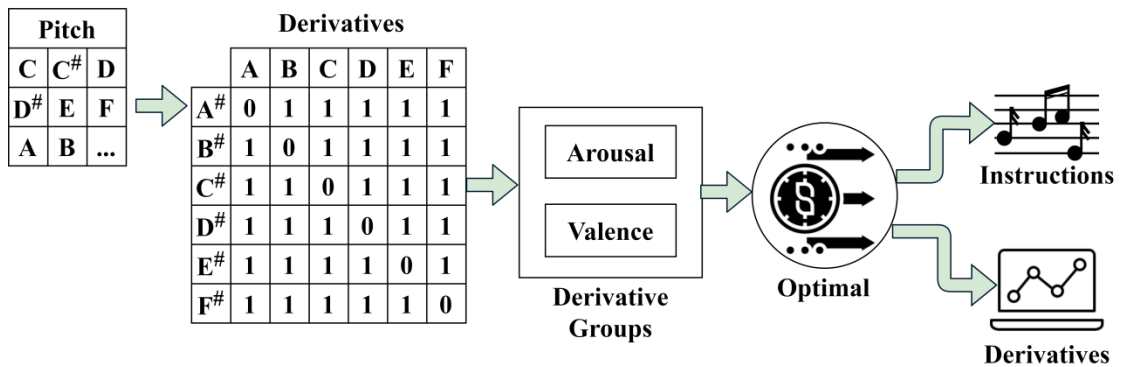 Pitch
C C# D
D# E F
A B ...
Derivatives
A B C D E F
A# 0 1 1 1 1 1
B# 1 0 1 1 1 1
C# 1 1 0 1 1 1
D# 1 1 1 0 1 1
E# 1 1 1 1 0 1
F# 1 1 1 1 1 0
Arousal
Valence
Derivative
Groups
Optimal
Instructions
Derivatives